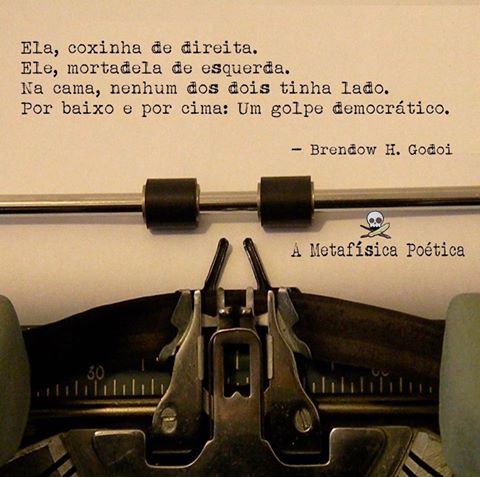 Ela, coxinha de direita.
Ele, mortadela de esquerda.
Na cama, nenhum dos dois tinha lado.
Por baixo e por cima: Um golpe democrático.
— Brendow H. Godoi
A Metafísica Poética
30